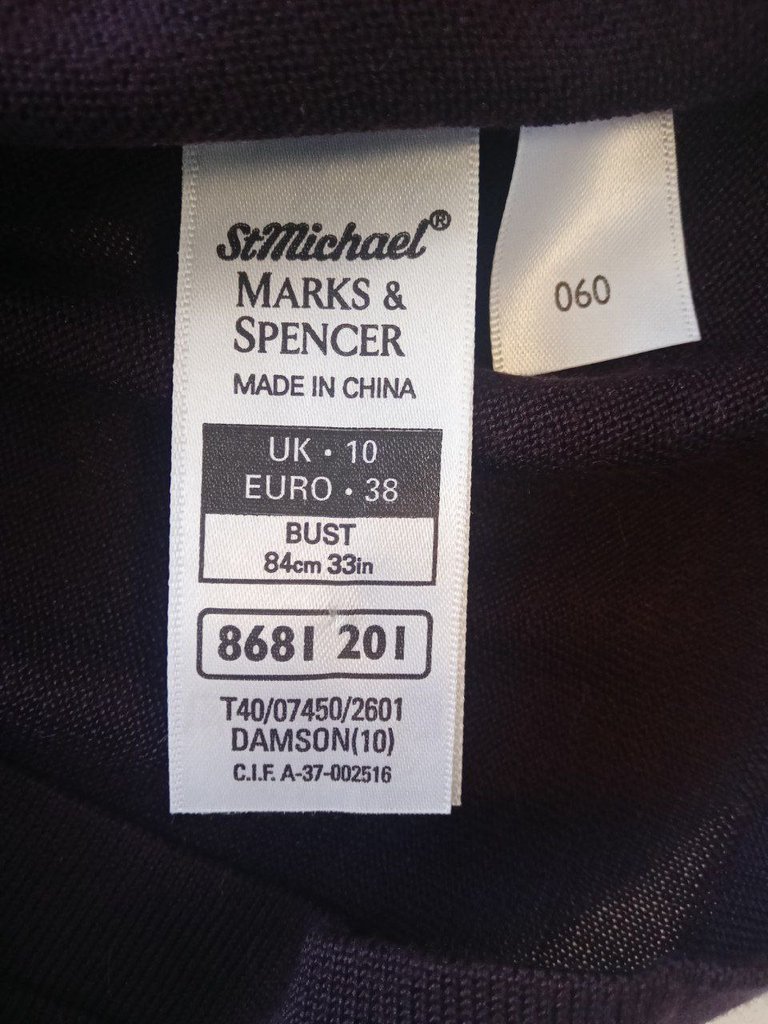 StMichael®
MARKS &
SPENCER
MADE IN CHINA
UK · 10
EURO · 38
BUST
84cm 33in
8681 201
T40/07450/2601
DAMSON(10)
C.I.F. A-37-002516
060